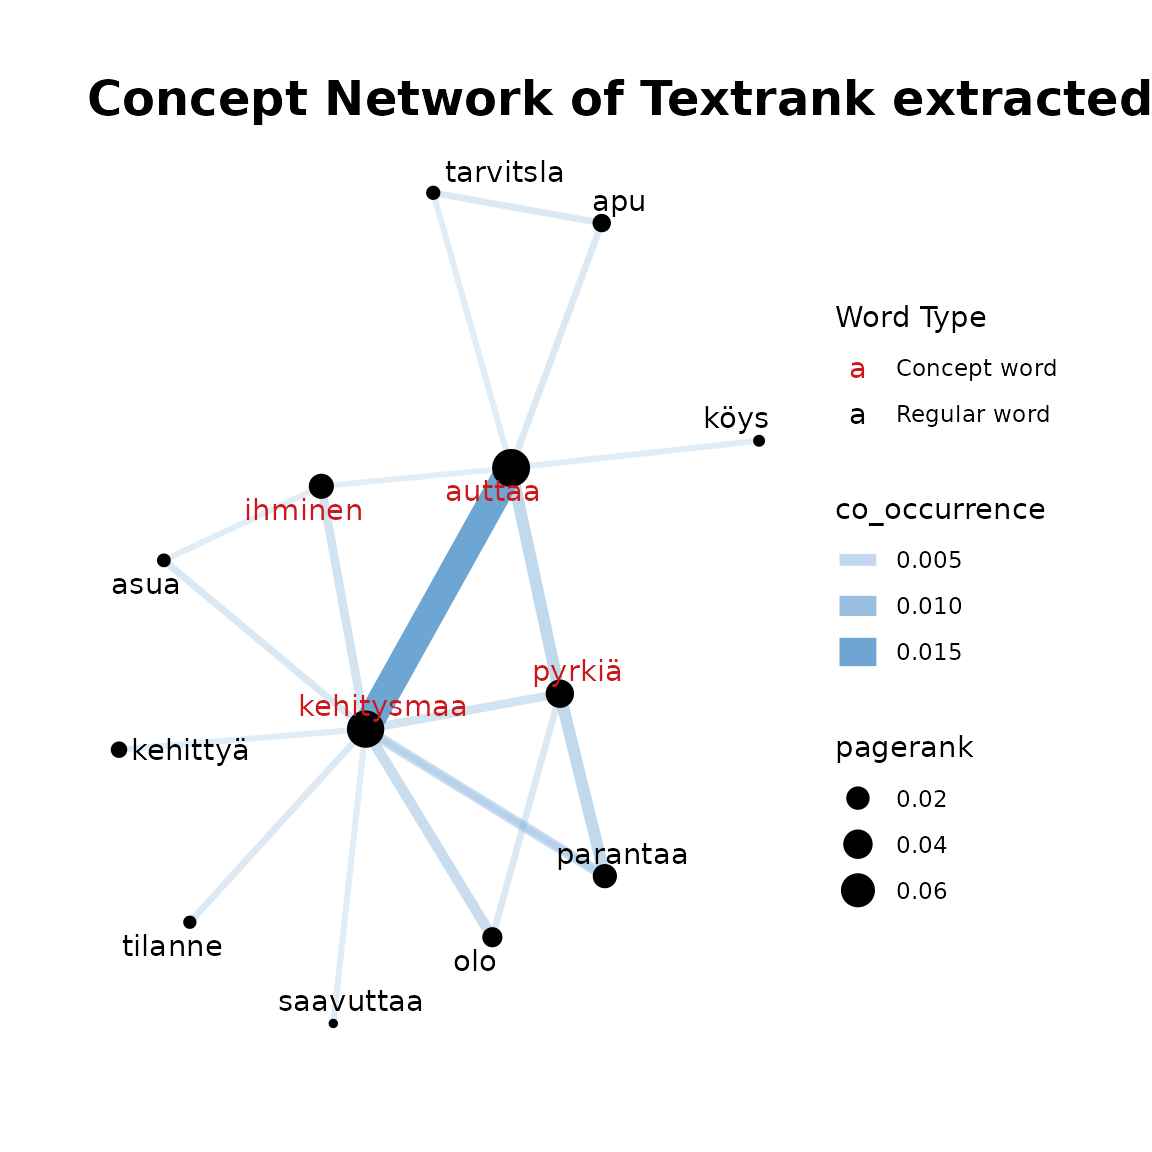 Concept Network of Textrank extracted
tarvitsla
apu
köys
auttaa
ihminen
asua
pyrkiä
kehitysmaa
kehittyä
parantaa
tilanne
olo
saavuttaa
Word Type
a Concept word
a Regular word
co_occurrence
0.005
0.010
0.015
pagerank
0.02
0.04
0.06